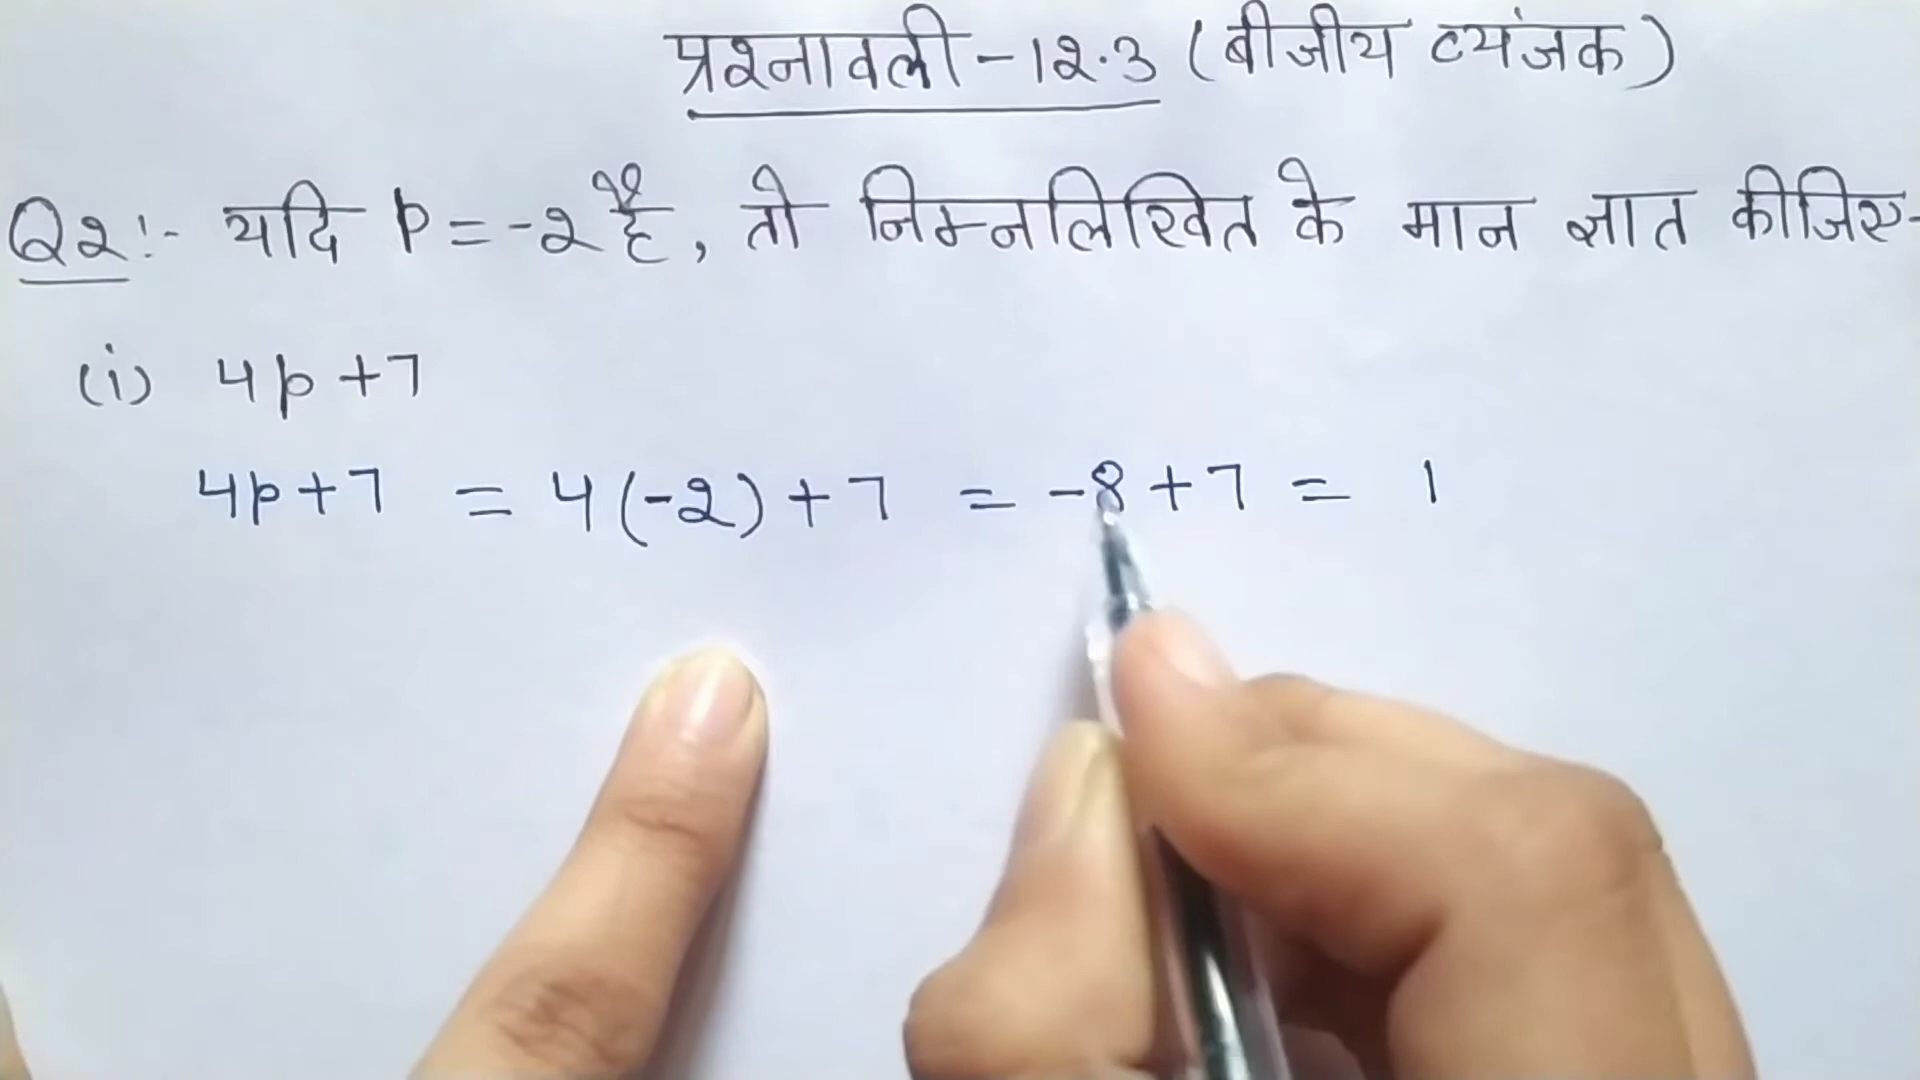 प्रश्नावली-12.3 (बीजीय व्यंजक)
Q2:- यदि p = -2 है, तो निम्नलिखित के मान ज्ञात कीजिए-
(i) 4p+7
4p+7 = 4(-2)+7 = -8+7 = 1